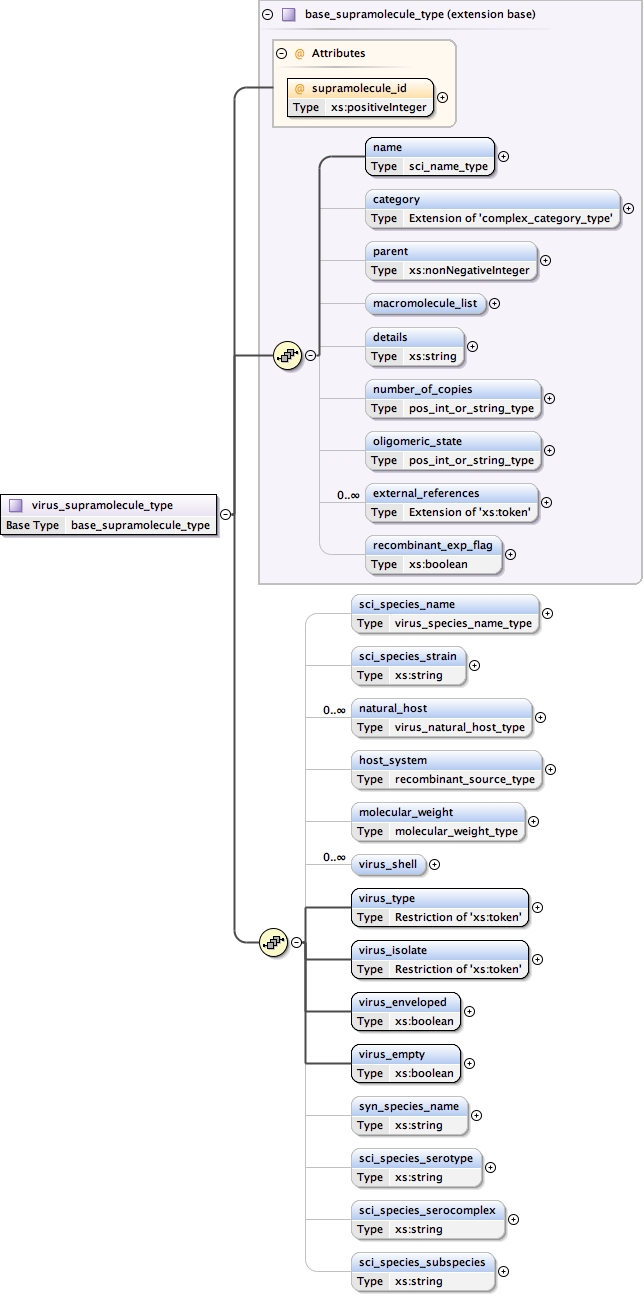 base_supramolecule_type (extension base)
@ Attributes
@ supramolecule_id
Type xs:positiveInteger
name
Type sci_name_type
category
Type Extension of 'complex_category_type'
parent
Type xs:nonNegativeInteger
macromolecule_list
details
Type xs:string
number_of_copies
Type pos_int_or_string_type
oligomeric_state
Type pos_int_or_string_type
0..∞ external_references
Type Extension of 'xs:token'
recombinant_exp_flag
Type xs:boolean
virus_supramolecule_type
Base Type base_supramolecule_type
sci_species_name
Type virus_species_name_type
sci_species_strain
Type xs:string
0..∞ natural_host
Type virus_natural_host_type
host_system
Type recombinant_source_type
molecular_weight
Type molecular_weight_type
0..∞ virus_shell
virus_type
Type Restriction of 'xs:token'
virus_isolate
Type Restriction of 'xs:token'
virus_enveloped
Type xs:boolean
virus_empty
Type xs:boolean
syn_species_name
Type xs:string
sci_species_serotype
Type xs:string
sci_species_serocomplex
Type xs:string
sci_species_subspecies
Type xs:string